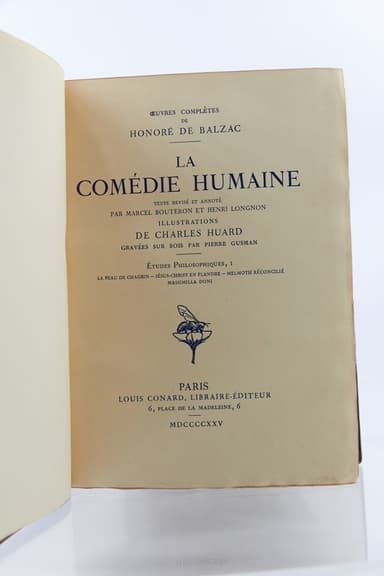 ŒUVRES COMPLÈTES
DE
HONORÉ DE BALZAC
LA
COMÉDIE HUMAINE
TEXTE REVISÉ ET ANNOTÉ
PAR MARCEL BOUTERON ET HENRI LONGNON
ILLUSTRATIONS
DE CHARLES HUARD
GRAVÉES SUR BOIS PAR PIERRE GUSMAN
ÉTUDES PHILOSOPHIQUES, I
LA PEAU DE CHAGRIN – JÉSUS-CHRIST EN FLANDRE – MELMOTH RÉCONCILIÉ
MASSIMILLA DONI
PARIS
LOUIS CONARD, LIBRAIRE-ÉDITEUR
6, PLACE DE LA MADELEINE, 6
MDCCCCXXV